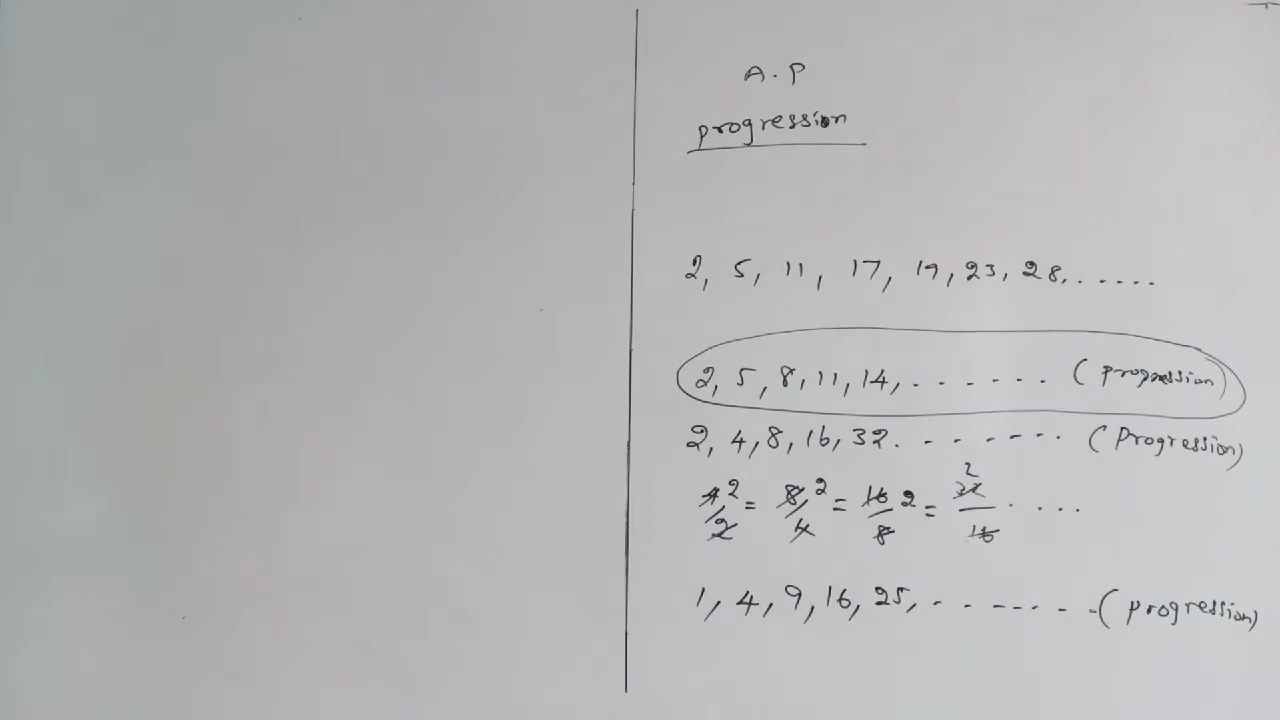 A.P
progression
2, 5, 11, 17, 19, 23, 28, . . . . .
2, 5, 8, 11, 14, . . . . . . . (progression)
2, 4, 8, 16, 32. . . . . . . . (Progression)
4/2 2 = 8/4 2 = 16/8 2 = 32/16 2 . . . .
1, 4, 9, 16, 25, . . . . . . . . (progression)